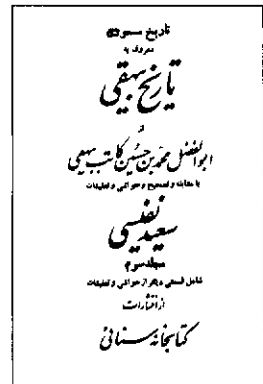 تاریخ مسعودی
معروف به
تاریخ بیهقی
از
ابوالفضل محمد بن حسین کاتب بیهقی
با مقابله و تصحیح و حواشی و تعلیقات
سعید نفیسی
مجلد سوم
شامل قسمتی دیگر از حواشی و تعلیقات
از انتشارات
کتابخانه سنائی